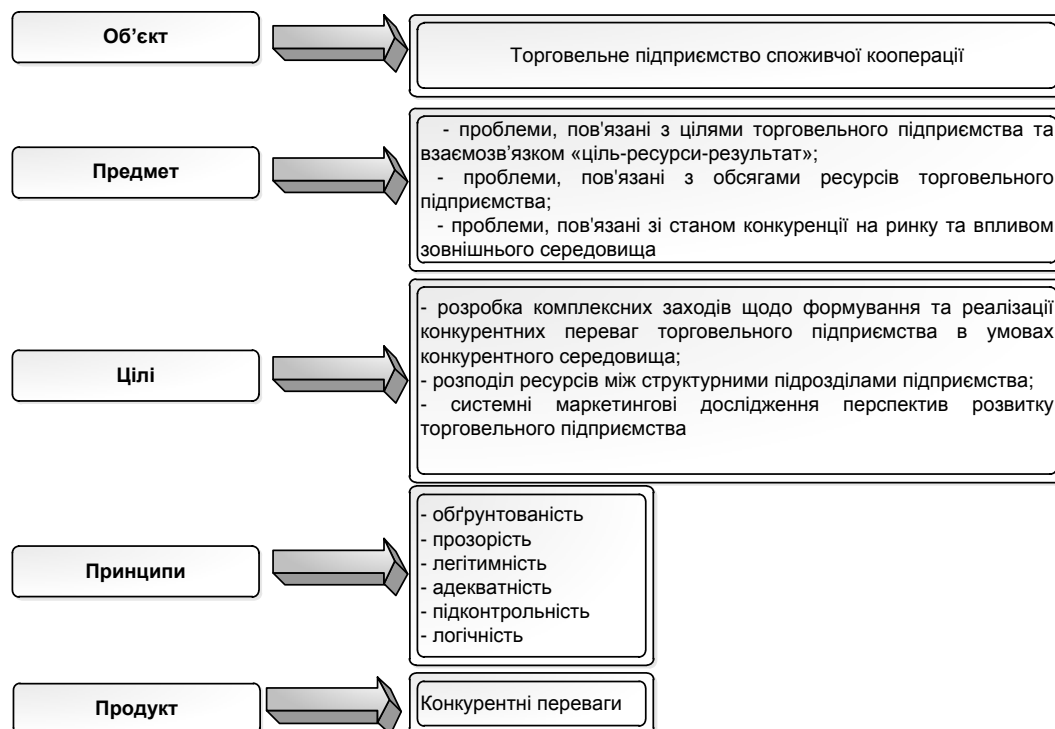 Об’єкт
Торговельне підприємство споживчої кооперації
Предмет
- проблеми, пов'язані з цілями торговельного підприємства та
взаємозв’язком «ціль-ресурси-результат»;
- проблеми, пов'язані з обсягами ресурсів торговельного
підприємства;
- проблеми, пов'язані зі станом конкуренції на ринку та впливом
зовнішнього середовища
Цілі
- розробка комплексних заходів щодо формування та реалізації
конкурентних переваг торговельного підприємства в умовах
конкурентного середовища;
- розподіл ресурсів між структурними підрозділами підприємства;
- системні маркетингові дослідження перспектив розвитку
торговельного підприємства
Принципи
- обґрунтованість
- прозорість
- легітимність
- адекватність
- підконтрольність
- логічність
Продукт
Конкурентні переваги